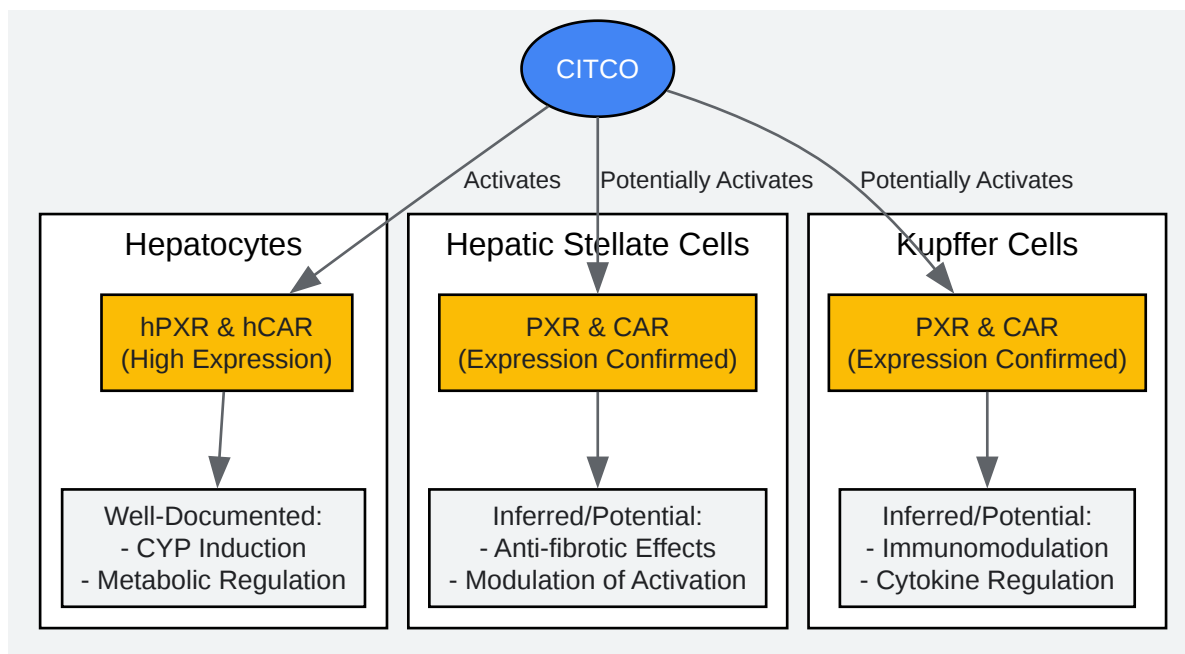 CITCO
Activates
Potentially Activates
Potentially Activates
Hepatocytes
hPXR & hCAR
(High Expression)
Well-Documented:
- CYP Induction
- Metabolic Regulation
Hepatic Stellate Cells
PXR & CAR
(Expression Confirmed)
Inferred/Potential:
- Anti-fibrotic Effects
- Modulation of Activation
Kupffer Cells
PXR & CAR
(Expression Confirmed)
Inferred/Potential:
- Immunomodulation
- Cytokine Regulation